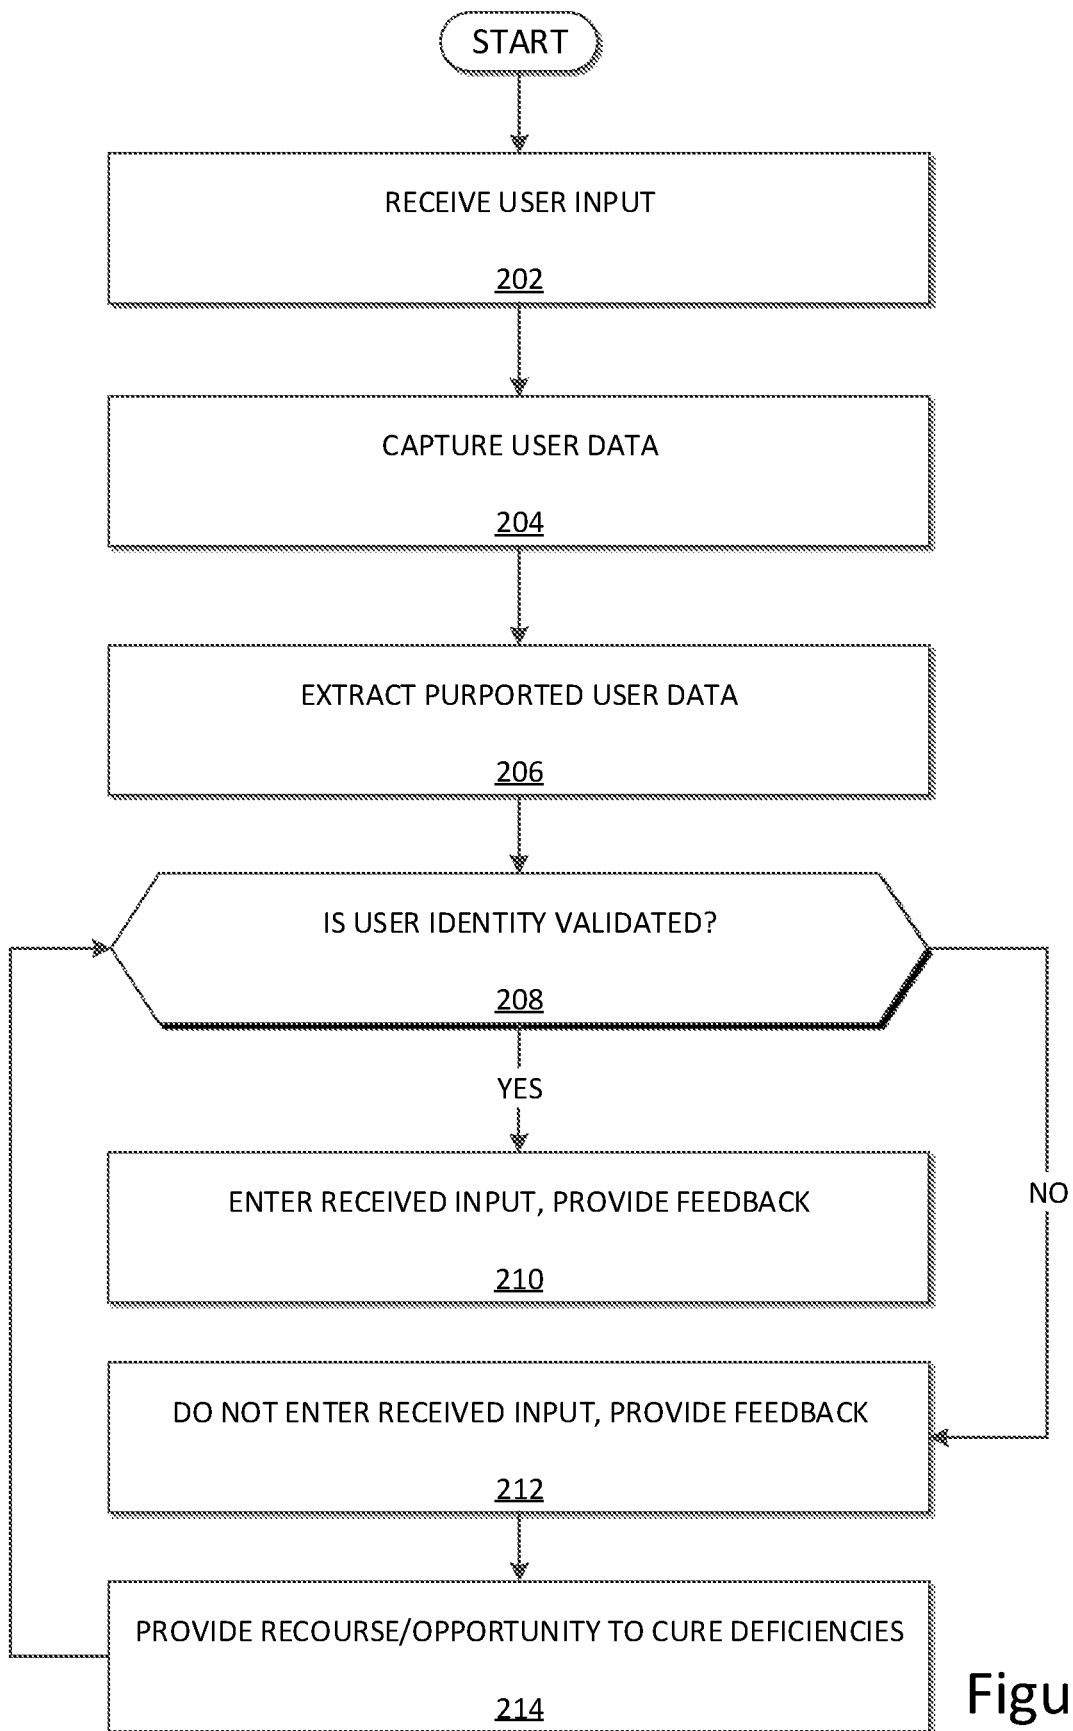 START
RECEIVE USER INPUT
202
CAPTURE USER DATA
204
EXTRACT PURPORTED USER DATA
206
IS USER IDENTITY VALIDATED?
208
YES
ENTER RECEIVED INPUT, PROVIDE FEEDBACK
210
NO
DO NOT ENTER RECEIVED INPUT, PROVIDE FEEDBACK
212
PROVIDE RECOURSE/OPPORTUNITY TO CURE DEFICIENCIES
214
Figu